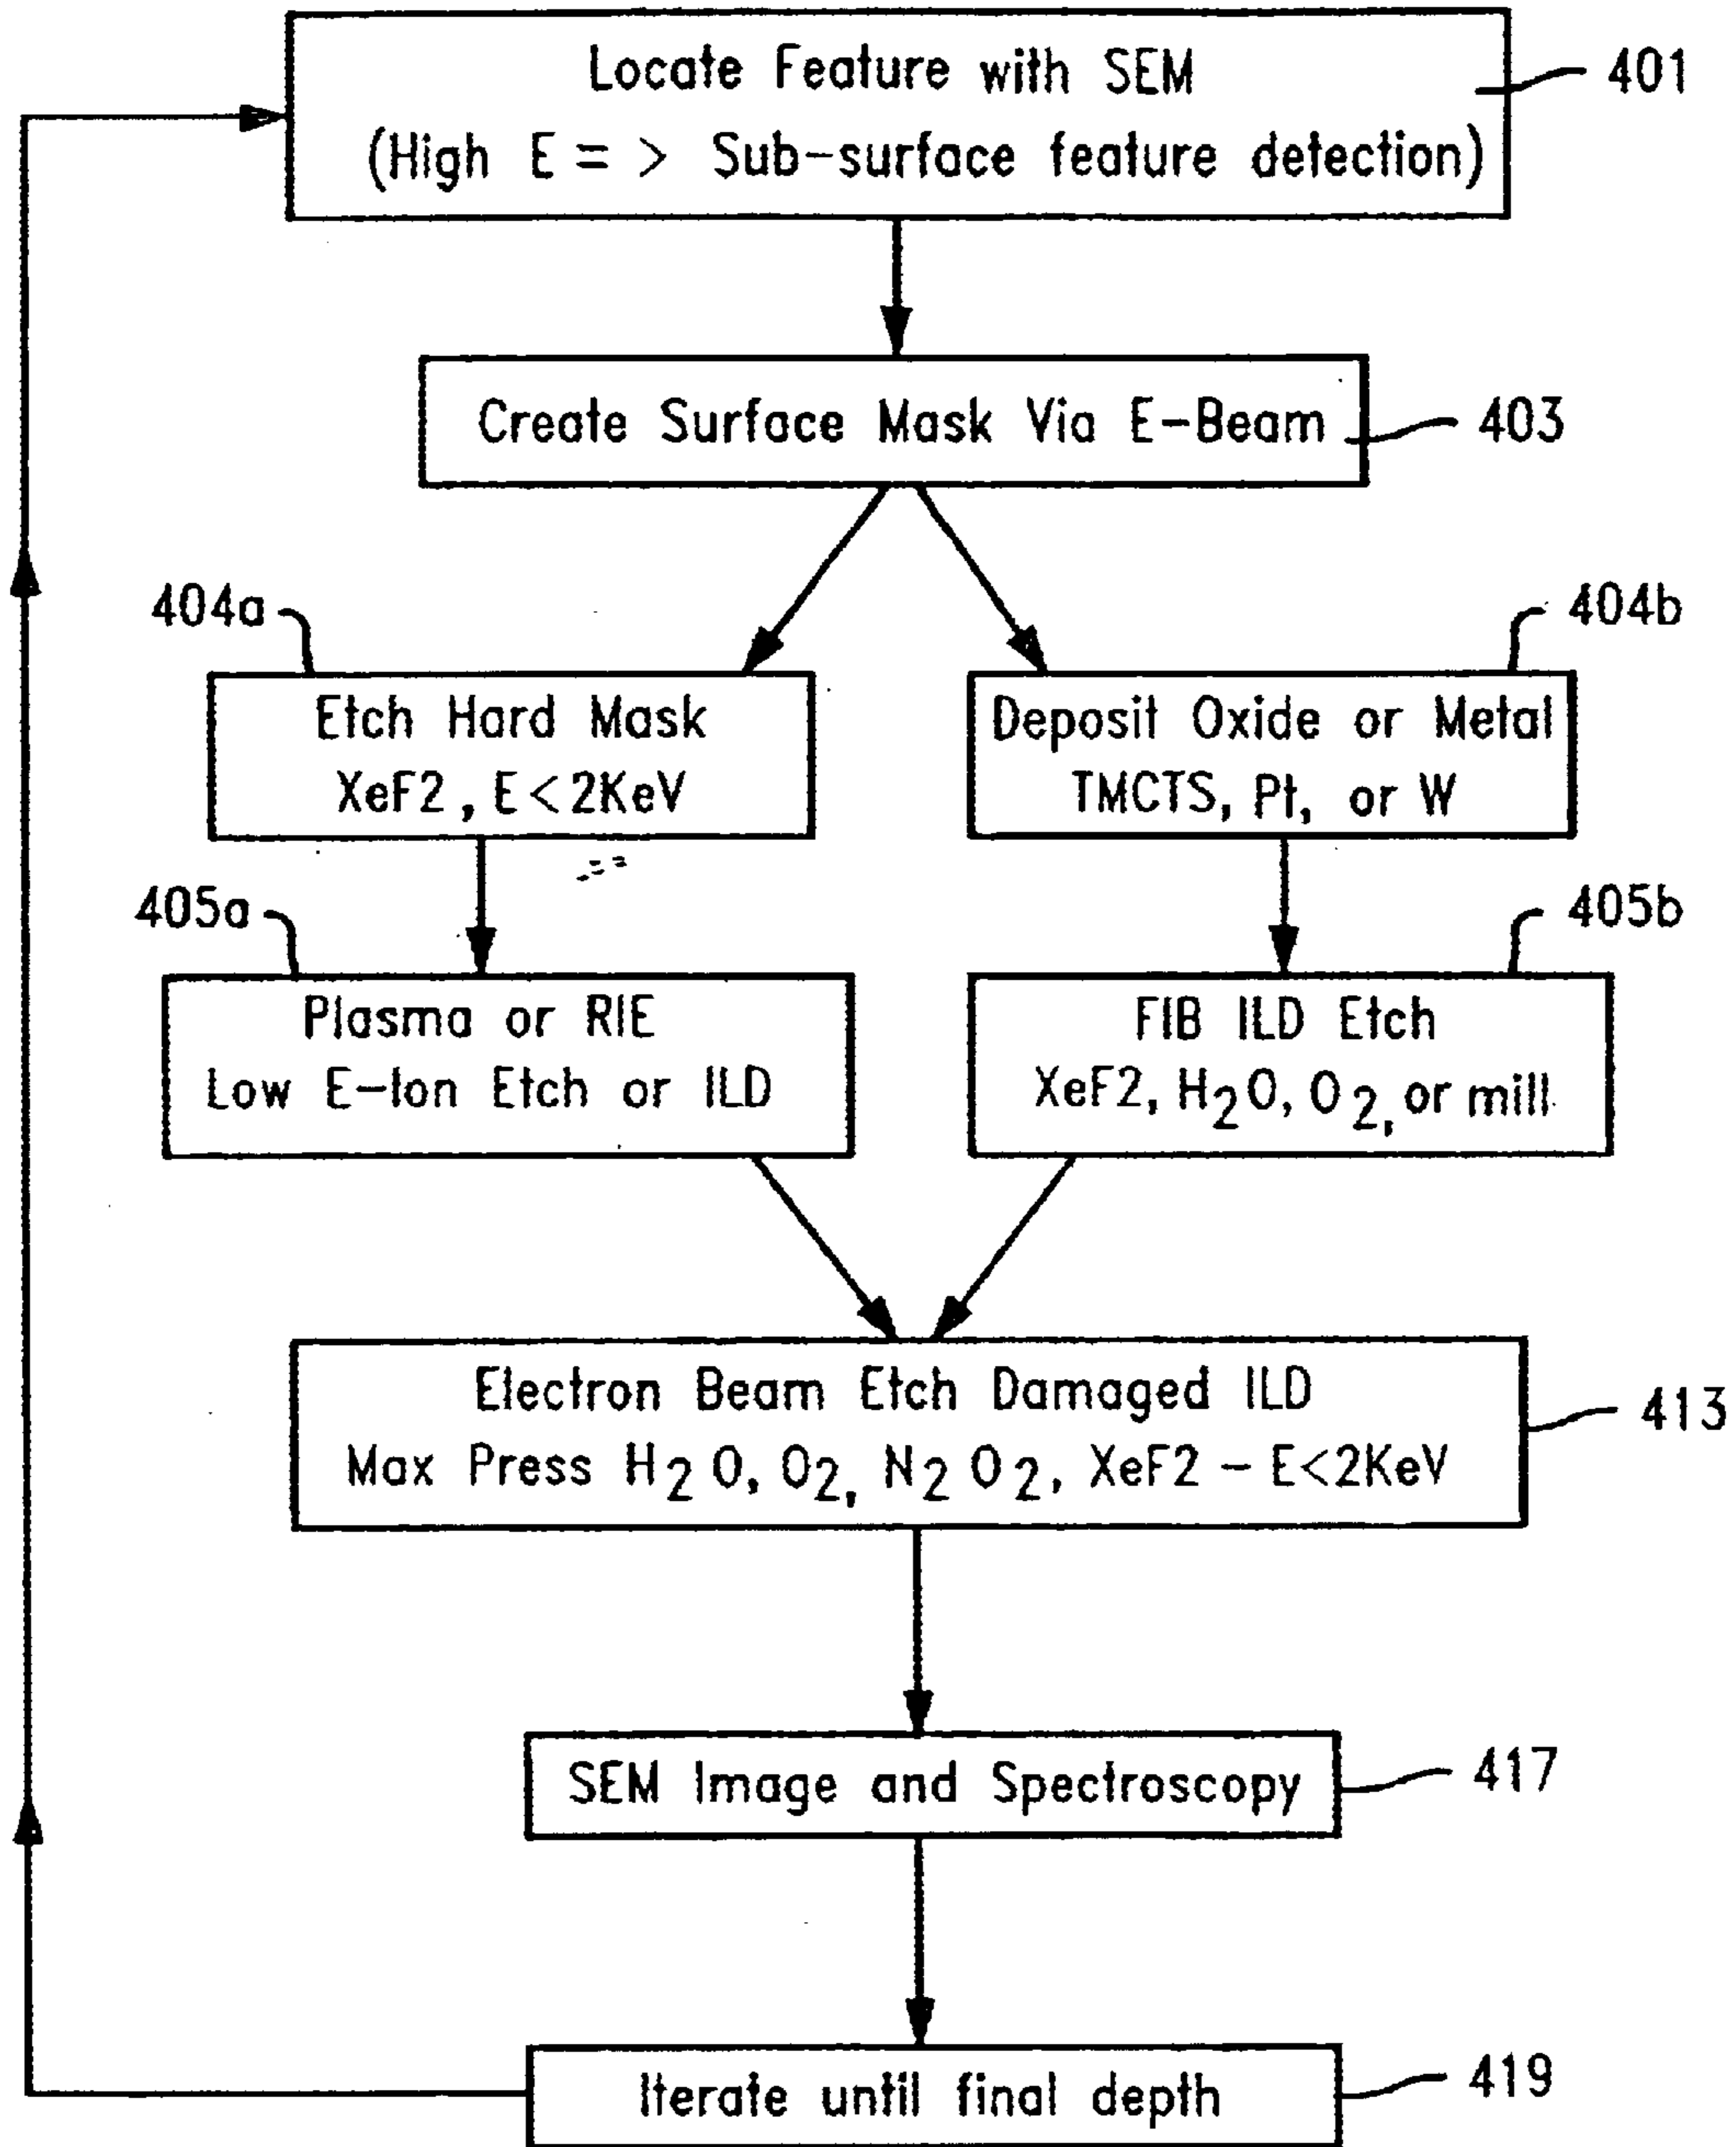 Locate Feature with SEM
(High E = > Sub-surface feature detection)
401
Create Surface Mask Via E-Beam
403
404a
Etch Hard Mask
XeF2, E<2KeV
404b
Deposit Oxide or Metal
TMCTS, Pt, or W
405a
Plasma or RIE
Low E-Ion Etch or ILD
405b
FIB ILD Etch
XeF2, H2O, O2, or mill
Electron Beam Etch Damaged ILD
Max Press H2O, O2, N2O2, XeF2 - E<2KeV
413
SEM Image and Spectroscopy
417
Iterate until final depth
419